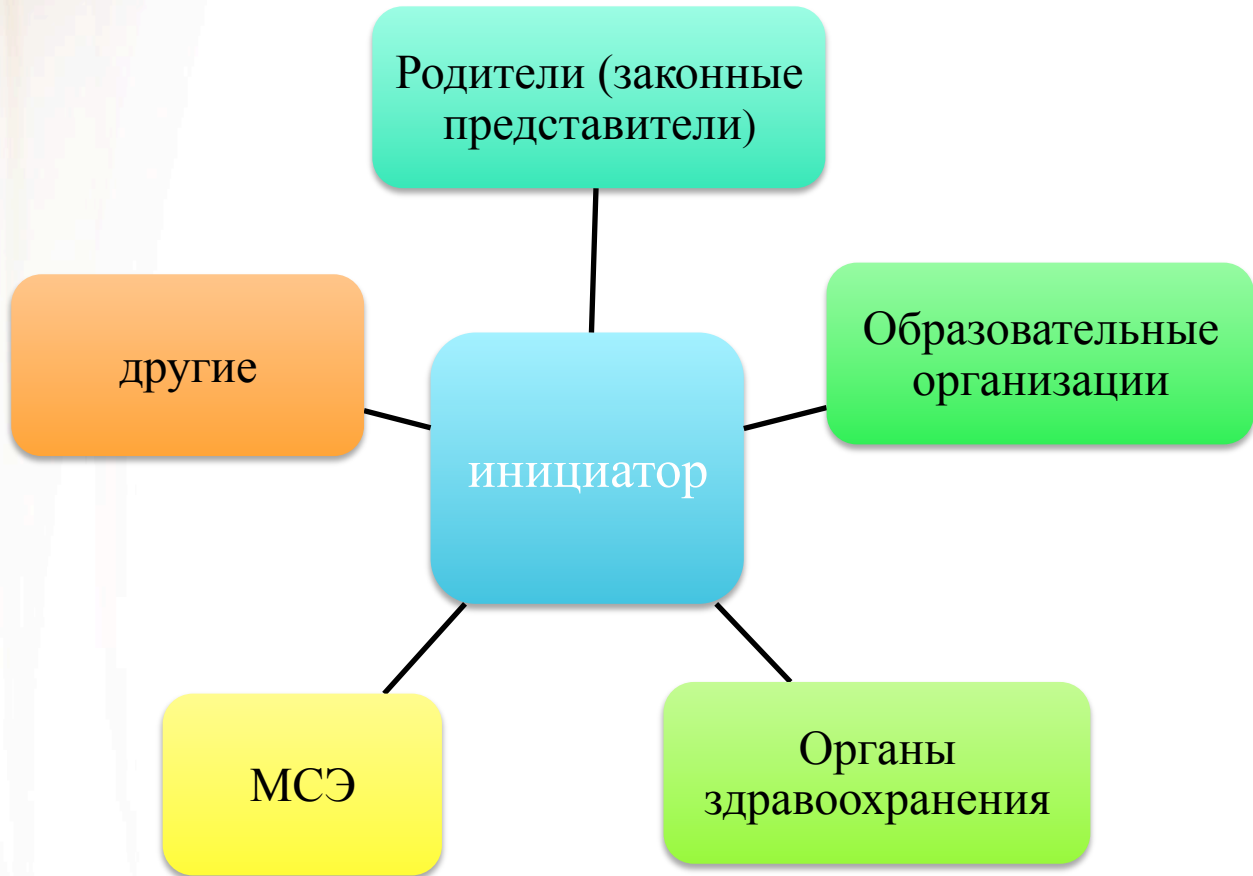 Родители (законные
представители)
другие
Образовательные
организации
инициатор
МСЭ
Органы
здравоохранения